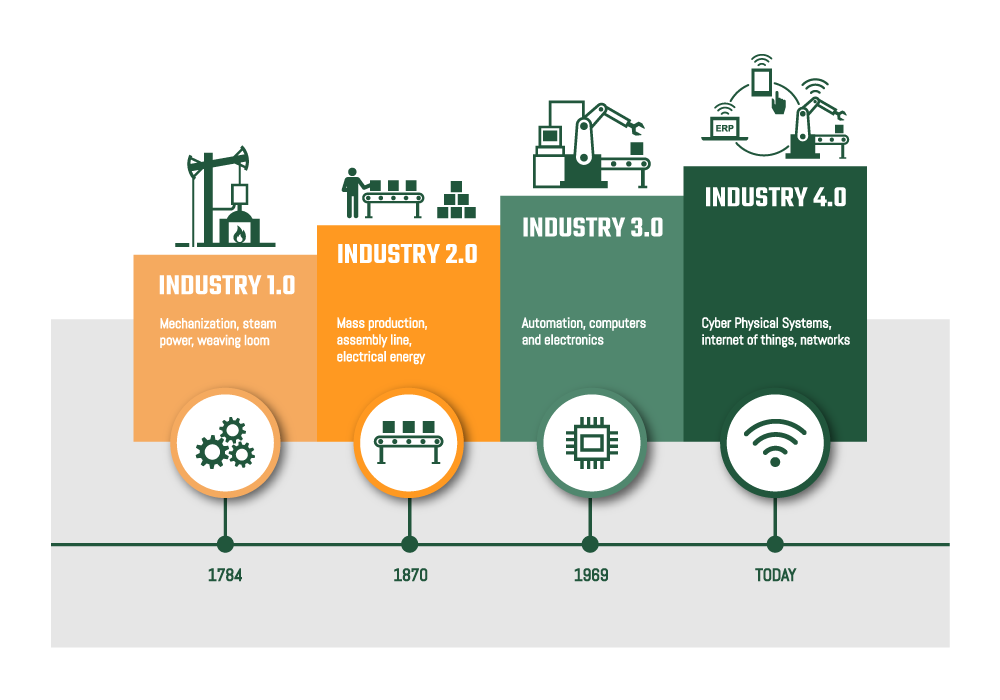 ERP
INDUSTRY 1.0
Mechanization, steam
power, weaving loom
INDUSTRY 2.0
Mass production,
assembly line,
electrical energy
INDUSTRY 3.0
Automation, computers
and electronics
INDUSTRY 4.0
Cyber Physical Systems,
internet of things, networks
1784
1870
1969
TODAY